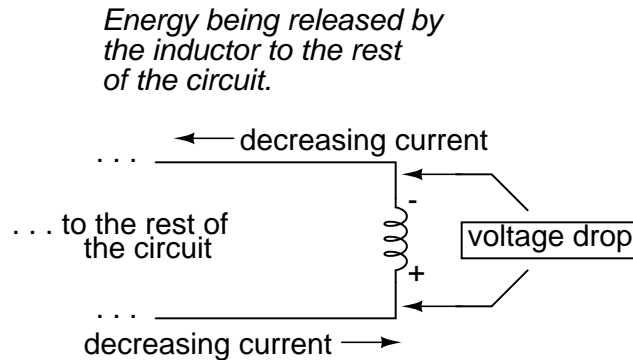 Energy being released by
the inductor to the rest
of the circuit.
. . .
decreasing current
-
. . . to the rest of
the circuit
voltage drop
+
. . .
decreasing current